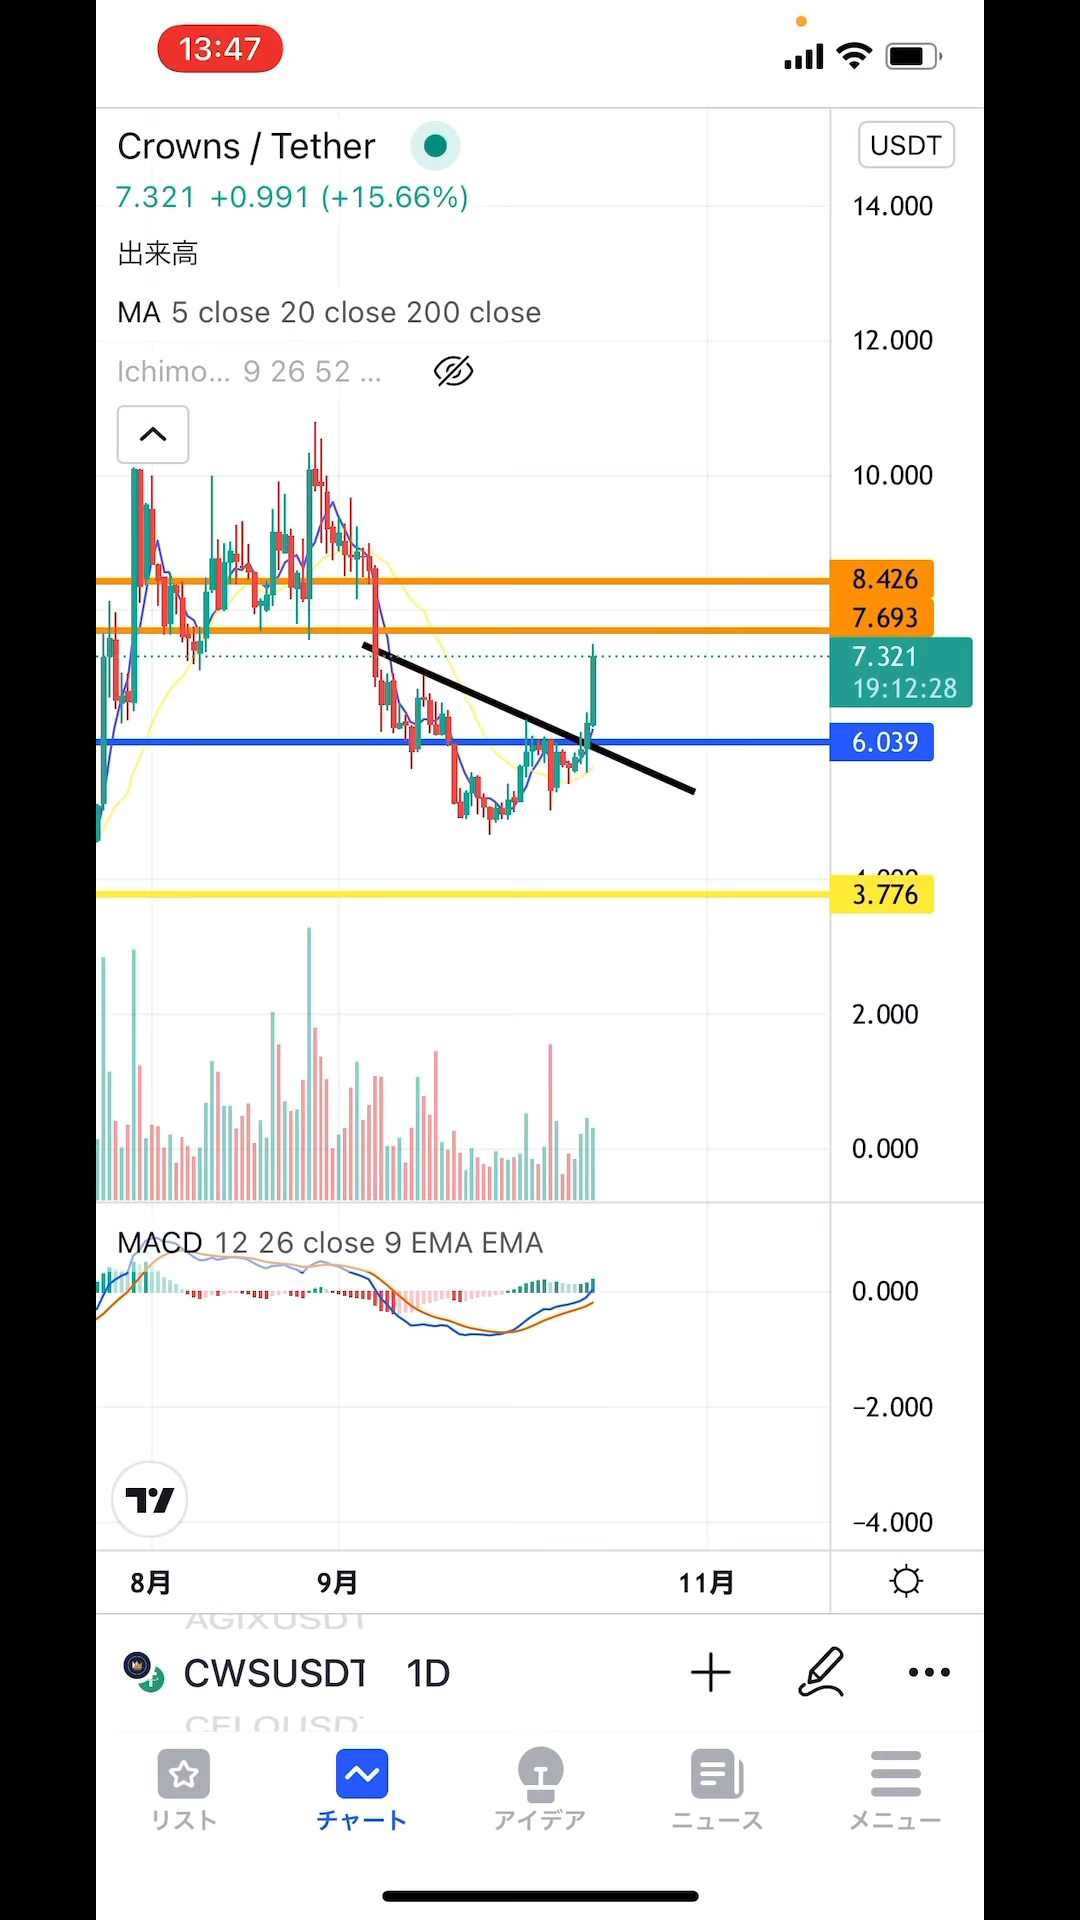 13:47
Crowns / Tether
USDT
7.321 +0.991 (+15.66%)
14.000
出来高
MA 5 close 20 close 200 close
12.000
Ichimo... 9 26 52 ...
10.000
8.426
7.693
7.321
19:12:28
6.039
3.776
2.000
0.000
MACD 12 26 close 9 EMA EMA
0.000
−2.000
−4.000
8月 9月 11月
AGIXUSDT
CWSUSDT 1D
CELOUSDT
リスト チャート アイデア ニュース メニュー